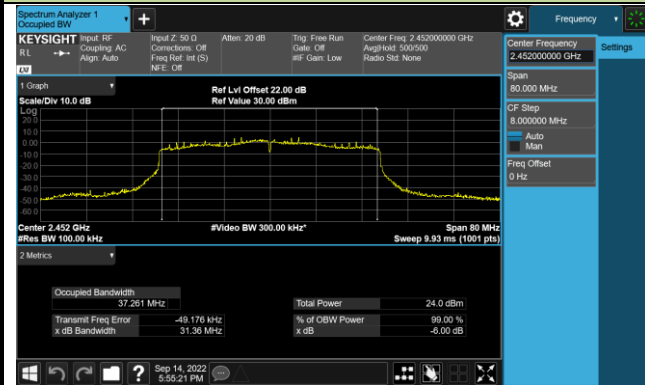 Spectrum Analyzer 1
Occupied BW
Frequency
KEYSIGHT
RL
Input: RF
Coupling: AC
Align: Auto
Input Z: 50 Ω
Corrections: Off
Freq Ref: Int (S)
NFE: Off
Atten: 20 dB
Trig: Free Run
Gate: Off
#IF Gain: Low
Center Freq: 2.452000000 GHz
Avg|Hold: 500/500
Radio Std: None
Center Frequency
2.452000000 GHz
Settings
Span
80.000 MHz
CF Step
8.000000 MHz
Auto
Man
Freq Offset
0 Hz
1 Graph
Scale/Div 10.0 dB
Ref Lvl Offset 22.00 dB
Ref Value 30.00 dBm
Log
20.0
10.0
0.00
-10.0
-20.0
-30.0
-40.0
-50.0
-60.0
Center 2.452 GHz
#Res BW 100.00 kHz
#Video BW 300.00 kHz*
Span 80 MHz
Sweep 9.93 ms (1001 pts)
2 Metrics
Occupied Bandwidth
37.261 MHz
Total Power 24.0 dBm
Transmit Freq Error -49.176 kHz
% of OBW Power 99.00 %
x dB Bandwidth 31.36 MHz
x dB -6.00 dB
Sep 14, 2022
5:55:21 PM